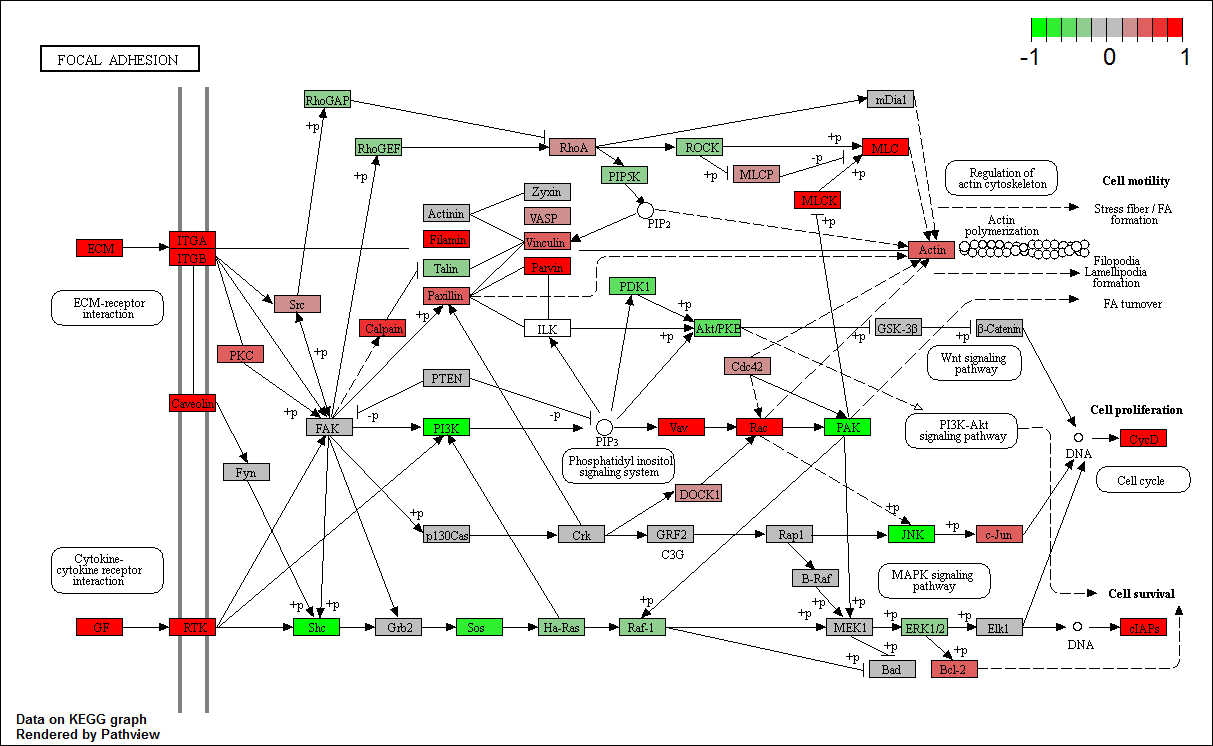 FOCAL ADHESION
-1 0 1
RhoGAP
mDia1
+p
RhoGEF
RhoA
ROCK
+p
MLC
-p
+p
PIP5K
+p
MLCP
+p
Regulation of
actin cytoskeleton
Cell motility
Zyxin
MLCK
Actinin
VASP
PIP2
Stress fiber / FA
formation
Actin
polymerization
ECM
ITGA
ITGB
Filamin
Vinculin
Actin
Talin
Parvin
Filopodia
Lamellipodia
formation
ECM-receptor
interaction
Src
Paxillin
PDK1
+p
FA turnover
Calpain
+p
ILK
+p
Akt/PKB
GSK-3β
+p
β-Catenin
PKC
+p
Cdc42
Wnt signaling
pathway
PTEN
Caveolin
+p
-p
-p
FAK
PI3K
PIP3
Vav
Rac
PAK
PI3K-Akt
signaling pathway
Cell proliferation
CycD
DNA
Phosphatidyl inositol
signaling system
Fyn
Cell cycle
DOCK1
+p
+p
p130Cas
Crk
GRF2
C3G
Rap1
JNK
+p
c-Jun
Cytokine-
cytokine receptor
interaction
B-Raf
MAPK signaling
pathway
Cell survival
+p
+p
+p
+p
+p
+p
GF
RTK
Shc
Grb2
Sos
Ha-Ras
Raf-1
MEK1
+p
ERK1/2
+p
Elk1
DNA
cIAPs
+p
+p
+p
Bad
Bcl-2
Data on KEGG graph
Rendered by Pathview